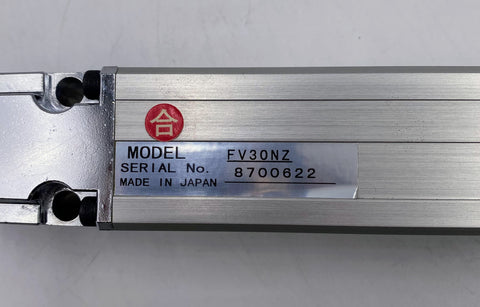 合
MODEL FV30NZ
SERIAL No. 8700622
MADE IN JAPAN